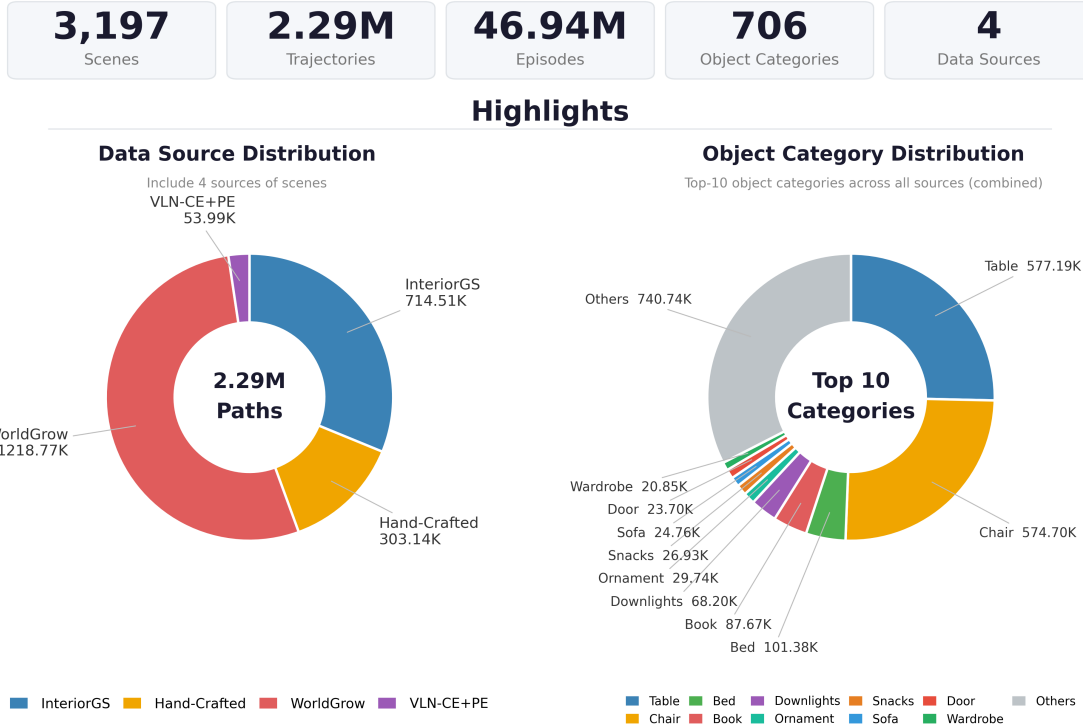 3,197
Scenes
2.29M
Trajectories
46.94M
Episodes
706
Object Categories
4
Data Sources
Highlights
Data Source Distribution
Include 4 sources of scenes
VLN-CE+PE
53.99K
InteriorGS
714.51K
2.29M
Paths
orldGrow
1218.77K
Hand-Crafted
303.14K
InteriorGS Hand-Crafted WorldGrow VLN-CE+PE
Object Category Distribution
Top-10 object categories across all sources (combined)
Table 577.19K
Others 740.74K
Top 10
Categories
Wardrobe 20.85K
Door 23.70K
Sofa 24.76K
Chair 574.70K
Snacks 26.93K
Ornament 29.74K
Downlights 68.20K
Book 87.67K
Bed 101.38K
Table Bed Downlights Snacks Door Others
Chair Book Ornament Sofa Wardrobe